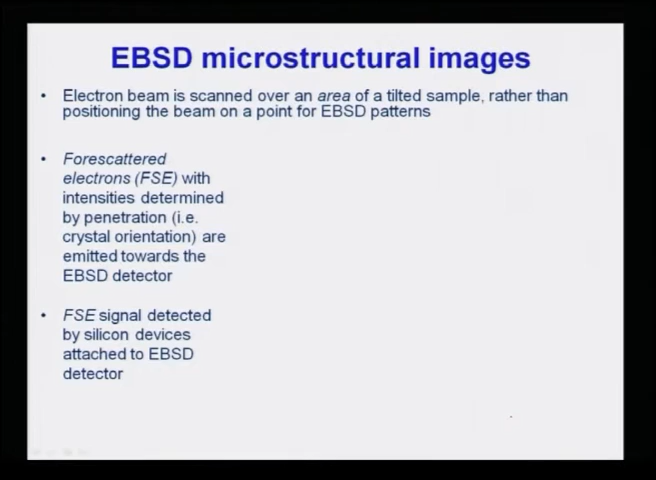 EBSD microstructural images
• Electron beam is scanned over an area of a tilted sample, rather than
positioning the beam on a point for EBSD patterns
• Forescattered
electrons (FSE) with
intensities determined
by penetration (i.e.
crystal orientation) are
emitted towards the
EBSD detector
• FSE signal detected
by silicon devices
attached to EBSD
detector